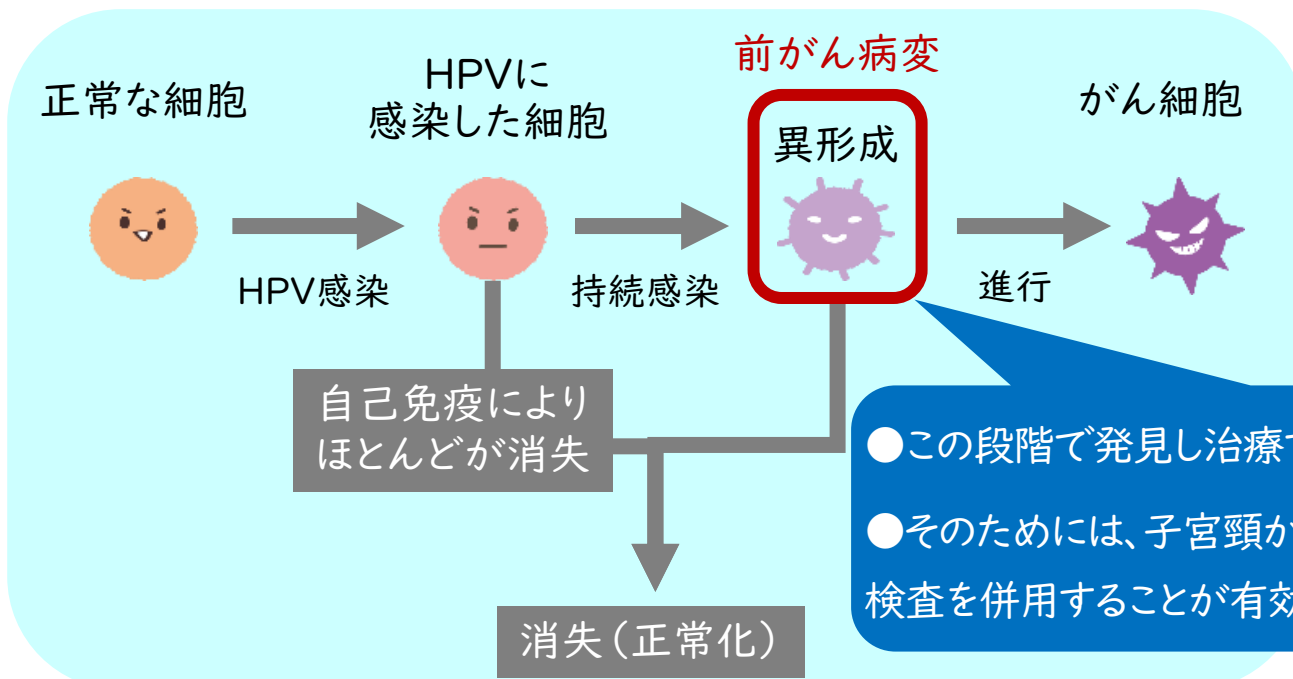 正常な細胞
HPVに
感染した細胞
前がん病変
異形成
がん細胞
HPV感染
持続感染
進行
自己免疫により
ほとんどが消失
消失(正常化)
●この段階で発見し治療
●そのためには、子宮頸か
検査を併用することが有効